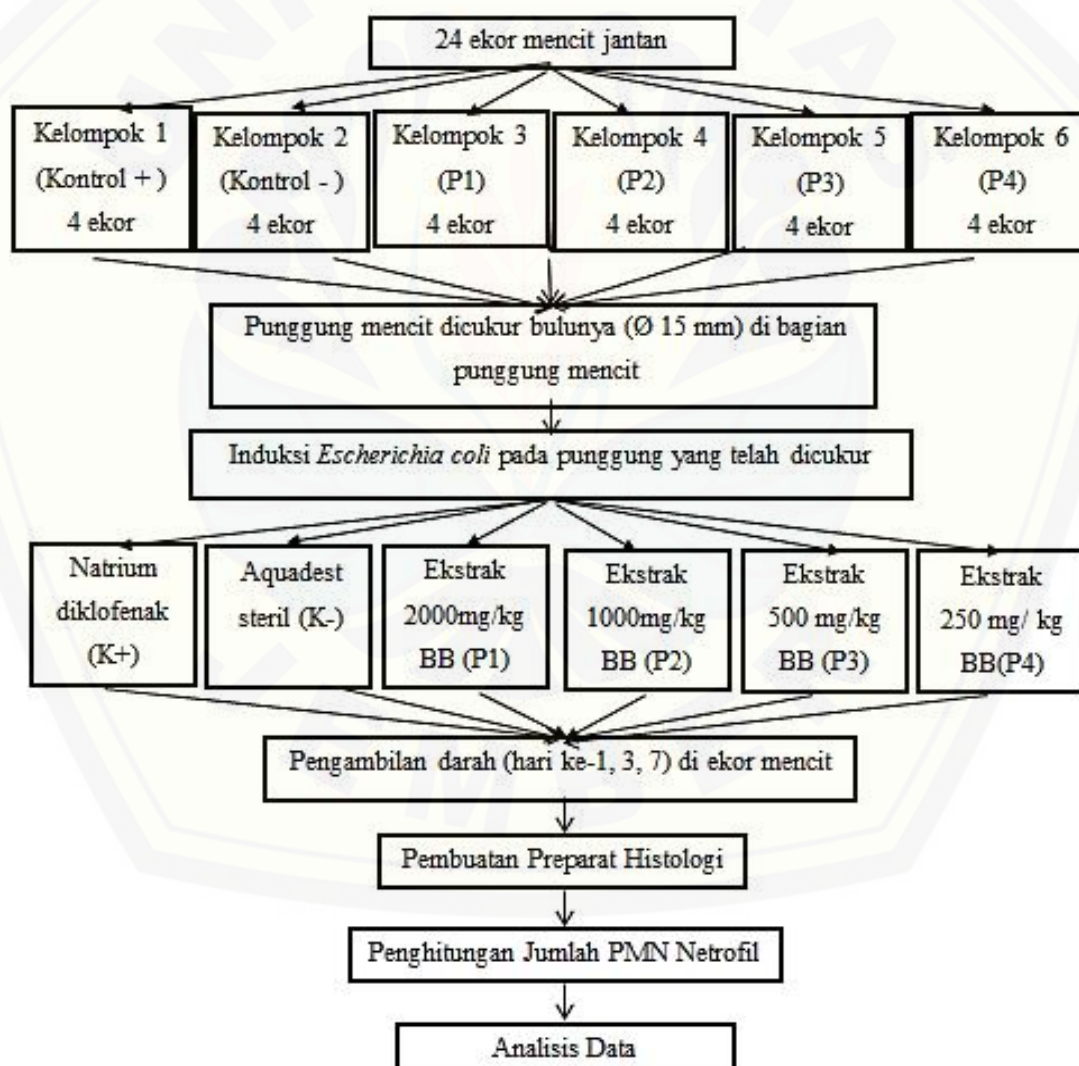 24 ekor mencit jantan
Kelompok 1
(Kontrol + )
4 ekor
Kelompok 2
(Kontrol - )
4 ekor
Kelompok 3
(P1)
4 ekor
Kelompok 4
(P2)
4 ekor
Kelompok 5
(P3)
4 ekor
Kelompok 6
(P4)
4 ekor
Punggung mencit dicukur bulunya (Ø 15 mm) di bagian
punggung mencit
Induksi Escherichia coli pada punggung yang telah dicukur
Natrium
diklofenak
(K+)
Aquadest
steril (K-)
Ekstrak
2000mg/kg
BB (P1)
Ekstrak
1000mg/kg
BB (P2)
Ekstrak
500 mg/kg
BB (P3)
Ekstrak
250 mg/ kg
BB(P4)
Pengambilan darah (hari ke-1, 3, 7) di ekor mencit
Pembuatan Preparat Histologi
Penghitungan Jumlah PMN Netrofil
Analisis Data